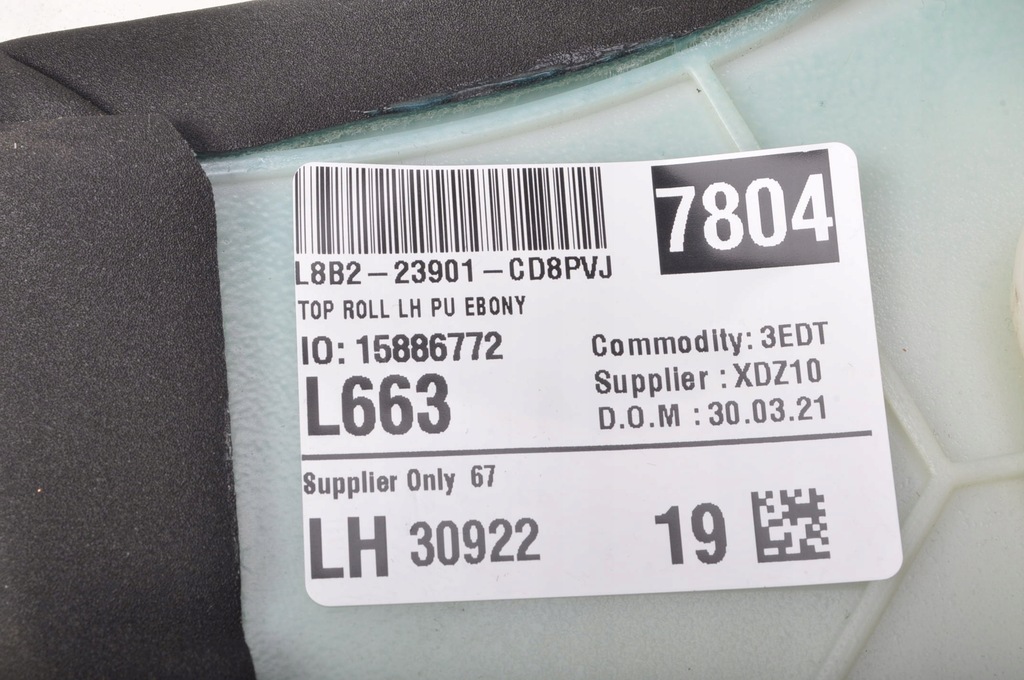 7804
L8B2-23901-CD8PVJ
TOP ROLL LH PU EBONY
IO: 15886772
L663
Commodity: 3EDT
Supplier : XDZ10
D.O.M : 30.03.21
Supplier Only 67
LH 30922 19